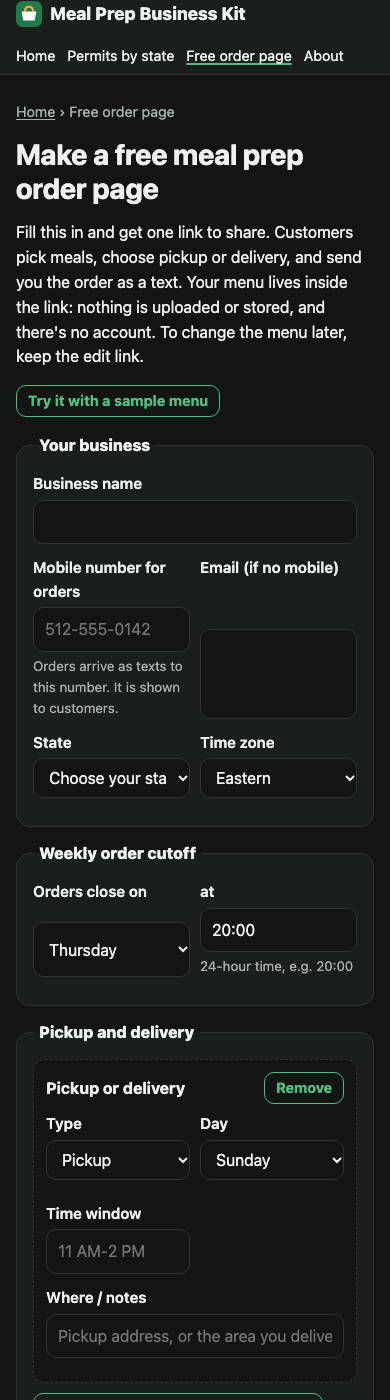 Meal Prep Business Kit
Home Permits by state Free order page About
Home › Free order page
Make a free meal prep
order page
Fill this in and get one link to share. Customers
pick meals, choose pickup or delivery, and send
you the order as a text. Your menu lives inside
the link: nothing is uploaded or stored, and
there's no account. To change the menu later,
keep the edit link.
Try it with a sample menu
Your business
Business name
Mobile number for
orders
Email (if no mobile)
512-555-0142
Orders arrive as texts to
this number. It is shown
to customers.
State
Time zone
Choose your sta
Eastern
Weekly order cutoff
Orders close on
at
Thursday
20:00
24-hour time, e.g. 20:00
Pickup and delivery
Pickup or delivery
Remove
Type
Day
Pickup
Sunday
Time window
11 AM-2 PM
Where / notes
Pickup address, or the area you delive